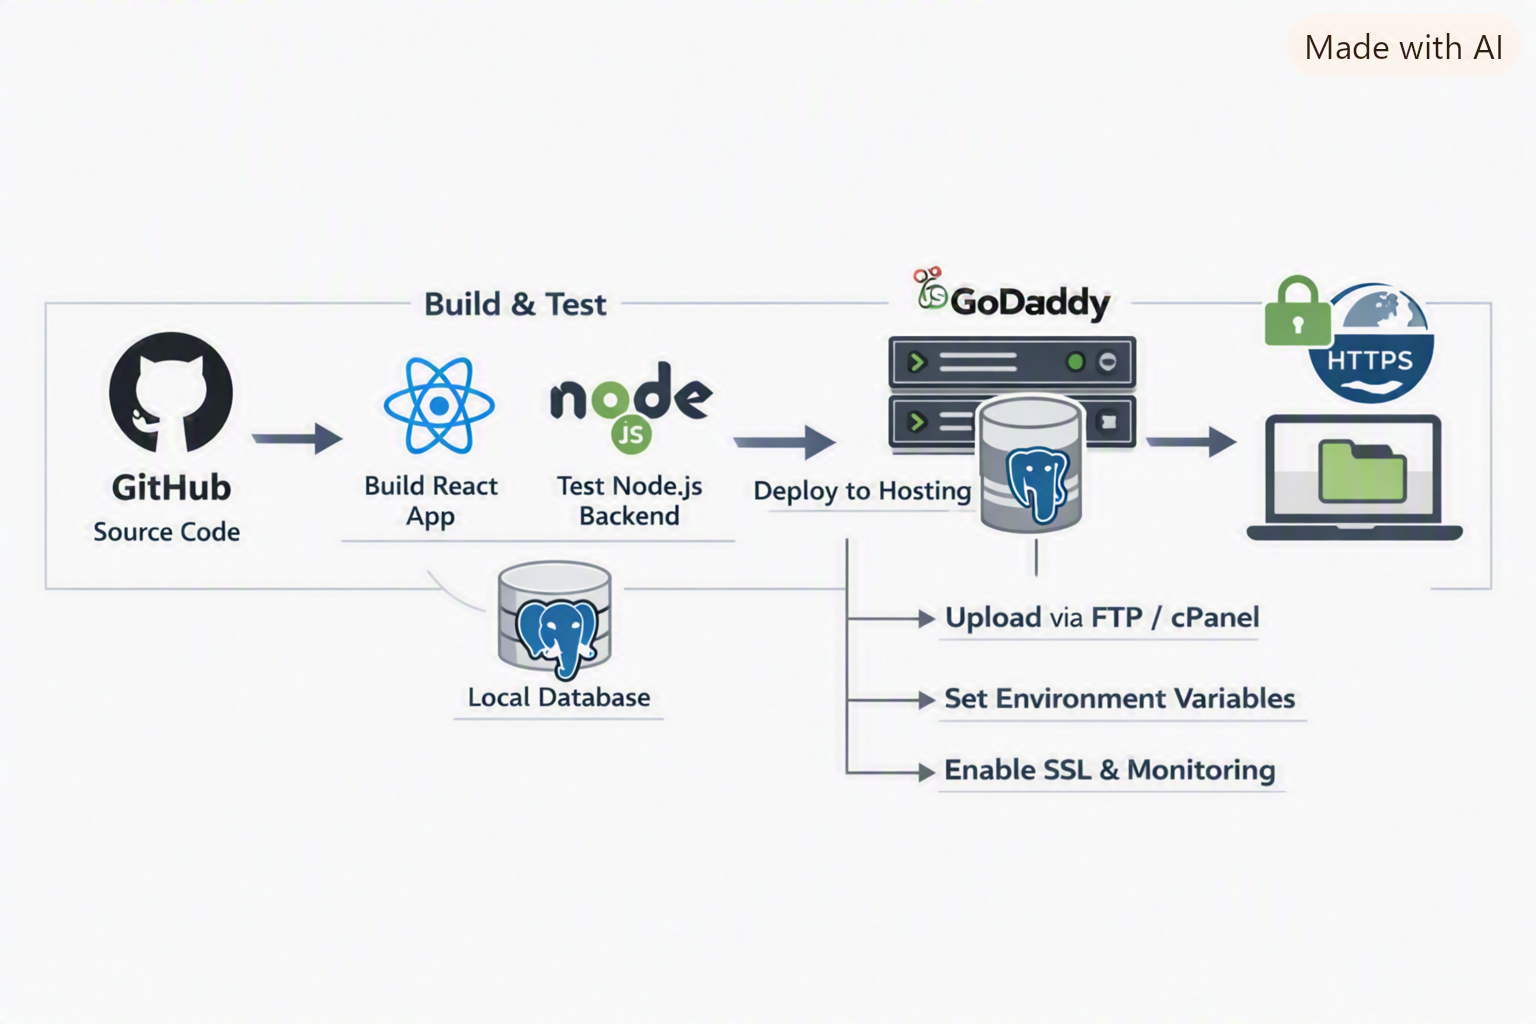 Made with AI
Build & Test
JS GoDaddy
HTTPS
node
JS
GitHub
Source Code
Build React
App
Test Node.js
Backend
Deploy to Hosting
Local Database
Upload via FTP / cPanel
Set Environment Variables
Enable SSL & Monitoring